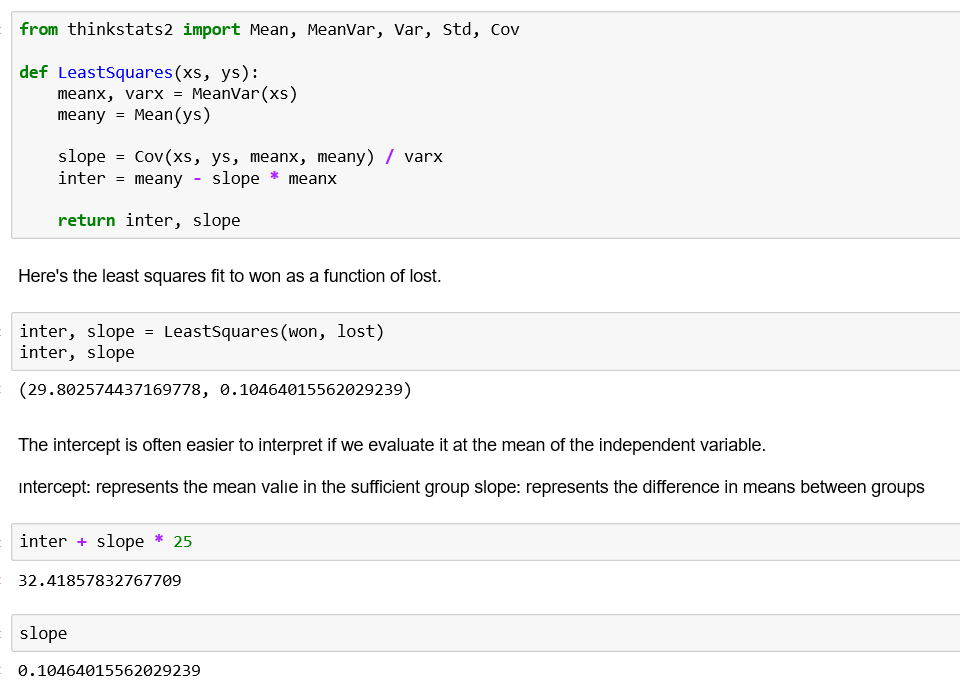 from thinkstats2 import Mean, MeanVar, Var, Std, Cov
def LeastSquares(xs, ys):
    meanx, varx = MeanVar(xs)
    meany = Mean(ys)
    slope = Cov(xs, ys, meanx, meany) / varx
    inter = meany - slope * meanx
    return inter, slope
Here's the least squares fit to won as a function of lost.
inter, slope = LeastSquares(won, lost)
inter, slope
(29.802574437169778, 0.10464015562029239)
The intercept is often easier to interpret if we evaluate it at the mean of the independent variable.
ıntercept: represents the mean valıe in the sufficient group slope: represents the difference in means between groups
inter + slope * 25
32.41857832767709
slope
0.10464015562029239